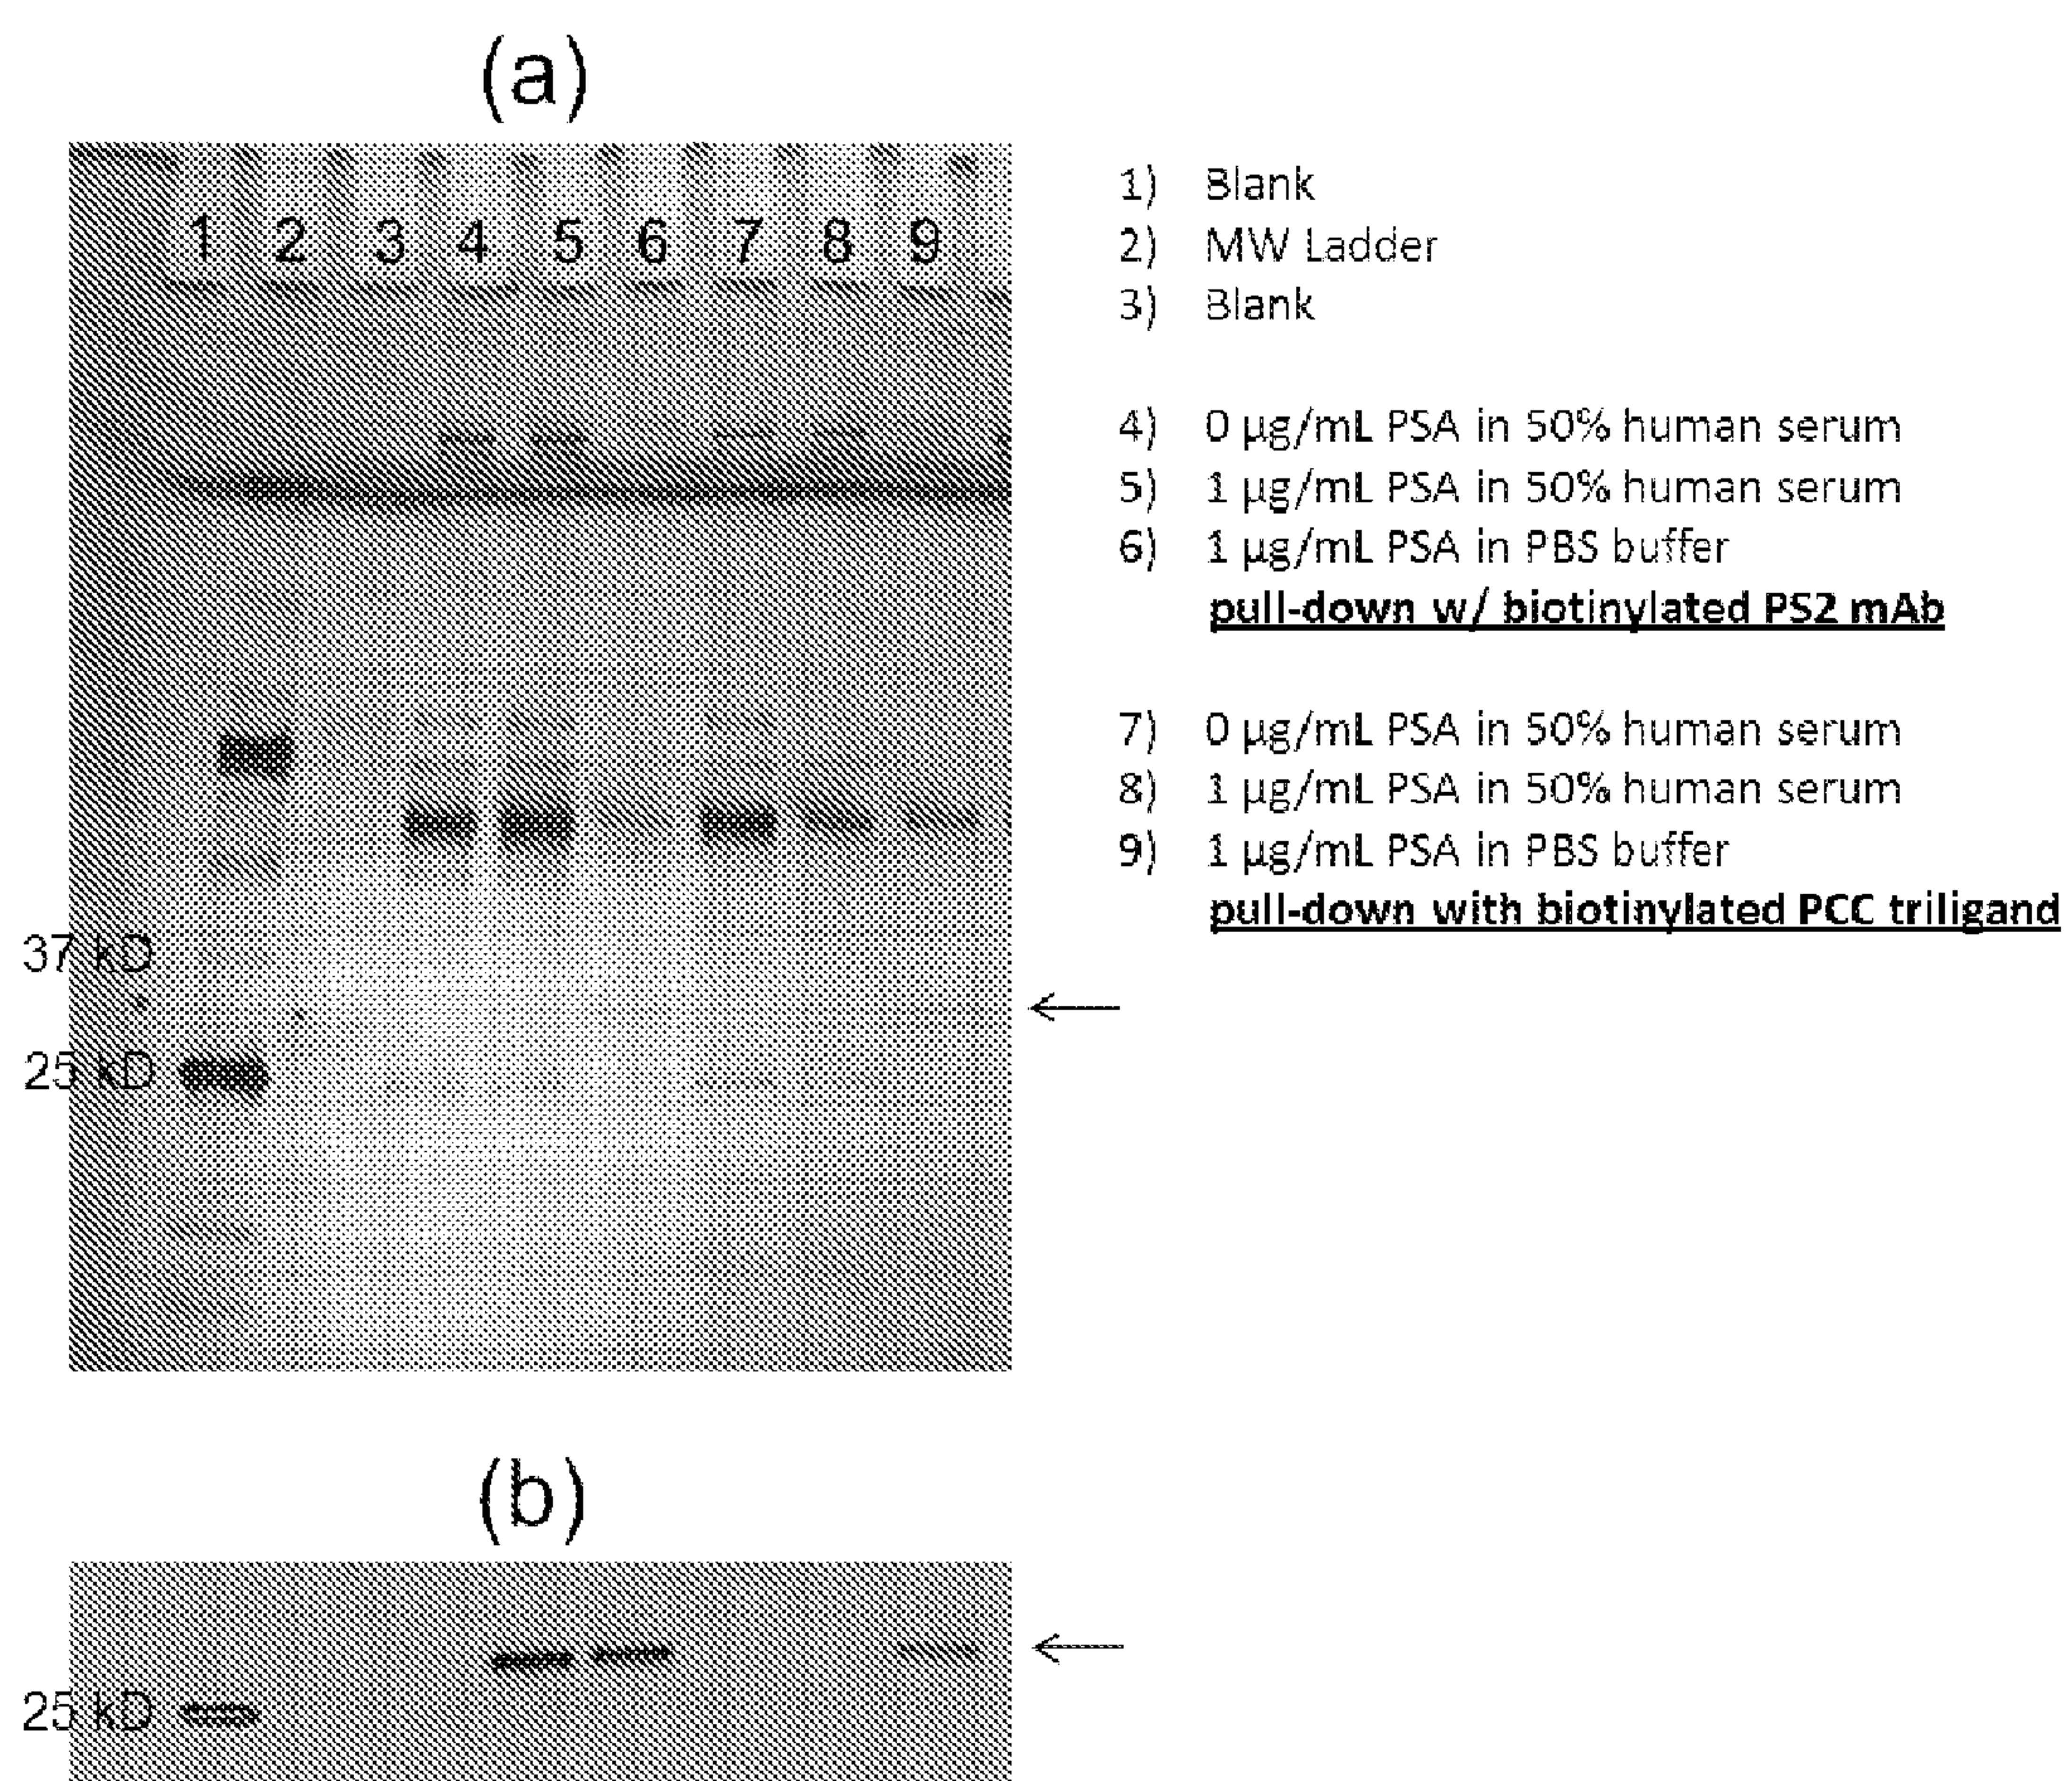 (a)
1 2 3 4 5 6 7 8 9
37 kD
25 kD
1) Blank
2) MW Ladder
3) Blank
4) 0 µg/mL PSA in 50% human serum
5) 1 µg/mL PSA in 50% human serum
6) 1 µg/mL PSA in PBS buffer
pull-down w/ biotinylated PS2 mAb
7) 0 µg/mL PSA in 50% human serum
8) 1 µg/mL PSA in 50% human serum
9) 1 µg/mL PSA in PBS buffer
pull-down with biotinylated PCC triligand
(b)
25 kD